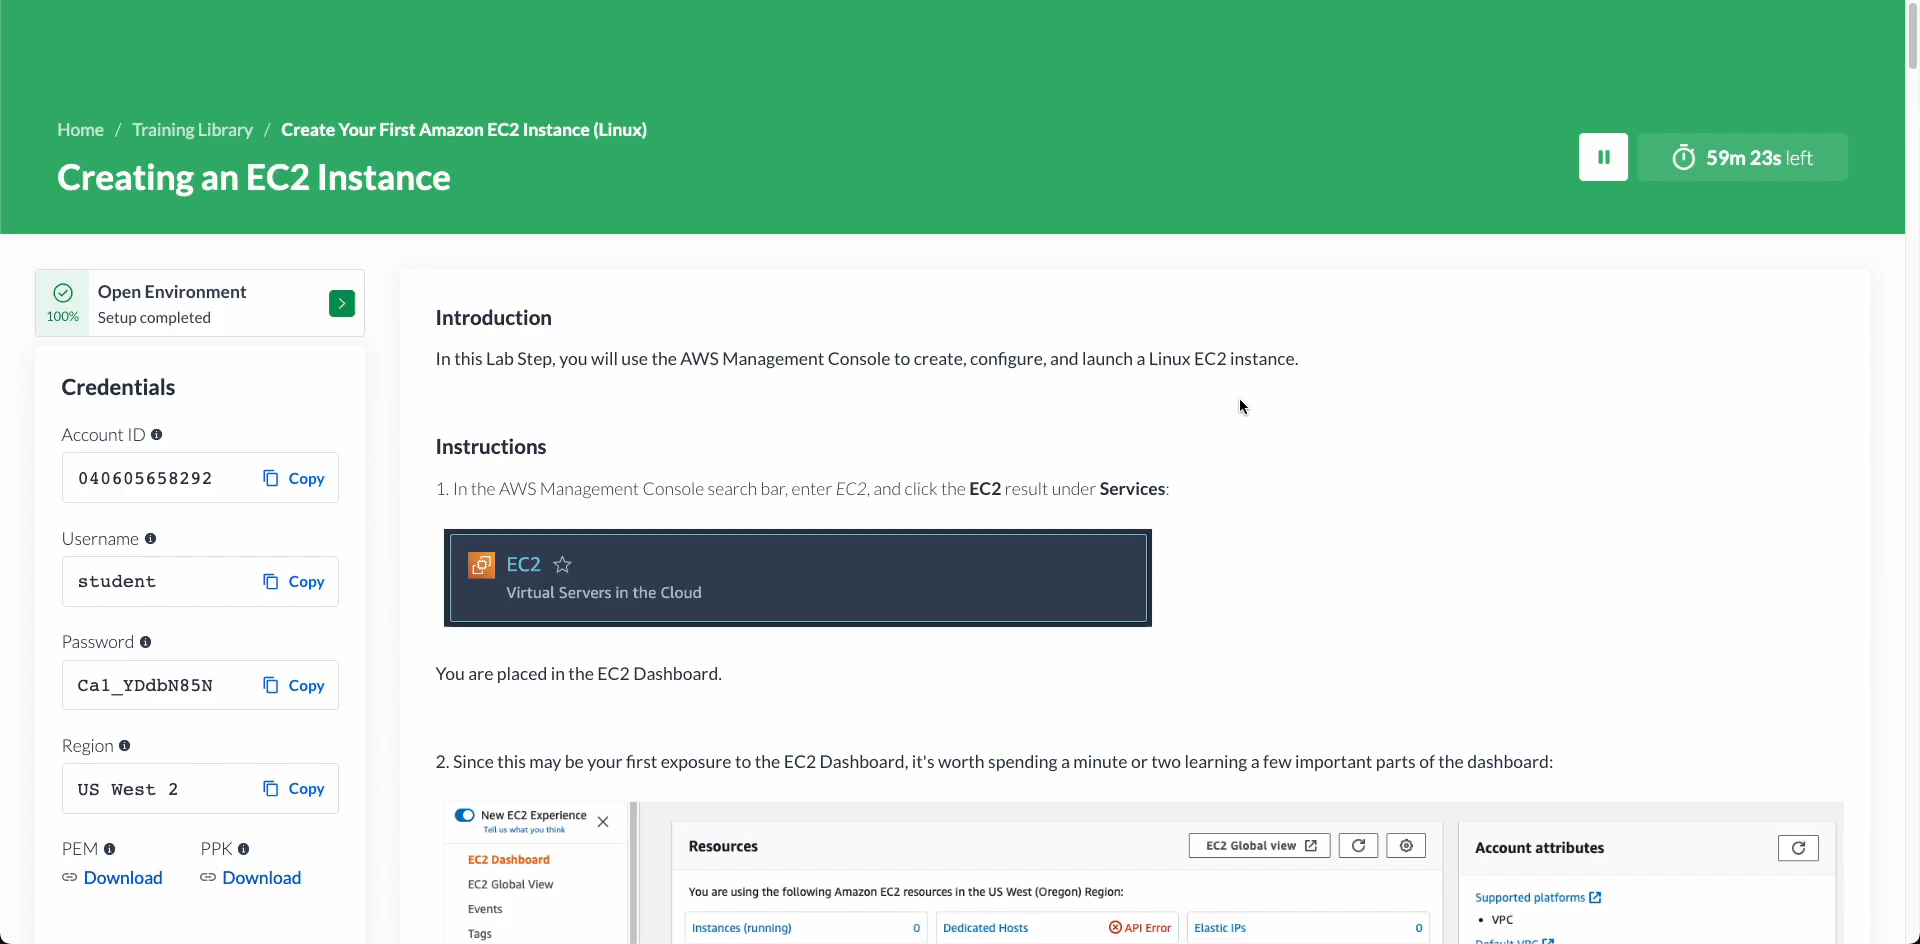 Home / Training Library / Create Your First Amazon EC2 Instance (Linux)
Creating an EC2 Instance
59m 23s left
100%
Open Environment
Setup completed
Credentials
Account ID
040605658292 Copy
Username
student Copy
Password
Ca1_YDdbN85N Copy
Region
US West 2 Copy
PEM PPK
Download Download
Introduction
In this Lab Step, you will use the AWS Management Console to create, configure, and launch a Linux EC2 instance.
Instructions
1. In the AWS Management Console search bar, enter EC2, and click the EC2 result under Services:
EC2
Virtual Servers in the Cloud
You are placed in the EC2 Dashboard.
2. Since this may be your first exposure to the EC2 Dashboard, it's worth spending a minute or two learning a few important parts of the dashboard:
New EC2 Experience
Tell us what you think
EC2 Dashboard
EC2 Global View
Events
Tags
Resources
EC2 Global view
You are using the following Amazon EC2 resources in the US West (Oregon) Region:
Instances (running) 0
Dedicated Hosts API Error
Elastic IPs 0
Account attributes
Supported platforms
• VPC
Default VPC